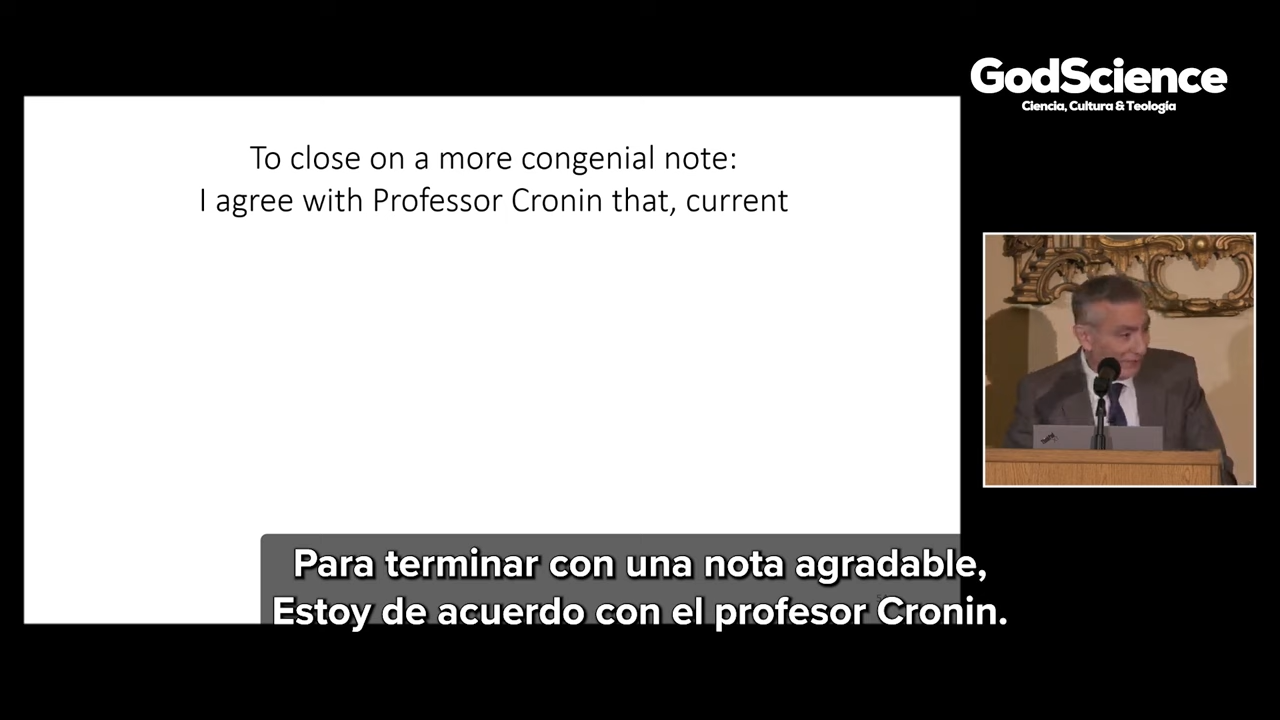 GodScience
Ciencia, Cultura & Teología
To close on a more congenial note:
I agree with Professor Cronin that, current
Para terminar con una nota agradable,
Estoy de acuerdo con el profesor Cronin.